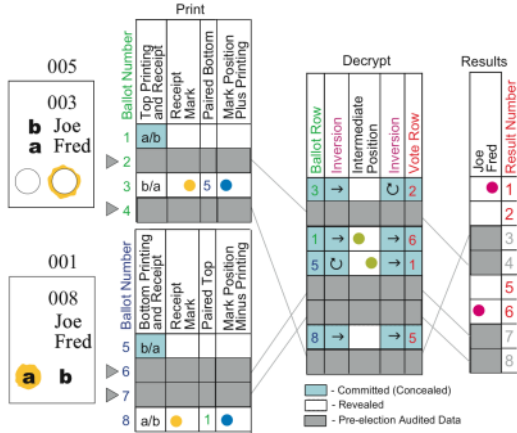 Print
005
003
b Joe
a Fred
Ballot Number
Top Printing and Receipt
Receipt Mark
Paired Bottom
Mark Position Plus Printing
1 a/b
2
3 b/a 5
4
001
008
Joe
Fred
a b
Ballot Number
Bottom Printing and Receipt
Receipt Mark
Paired Top
Mark Position Minus Printing
5 b/a
6
7
8 a/b 1
Decrypt
Ballot Row
Inversion
Intermediate Position
Inversion
Vote Row
3 → ↻ 2
1 → → 6
5 ↻ → 1
8 → → 5
- Committed (Concealed)
- Revealed
- Pre-election Audited Data
Results
Joe
Fred
Result Number
1
2
3
4
5
6
7
8